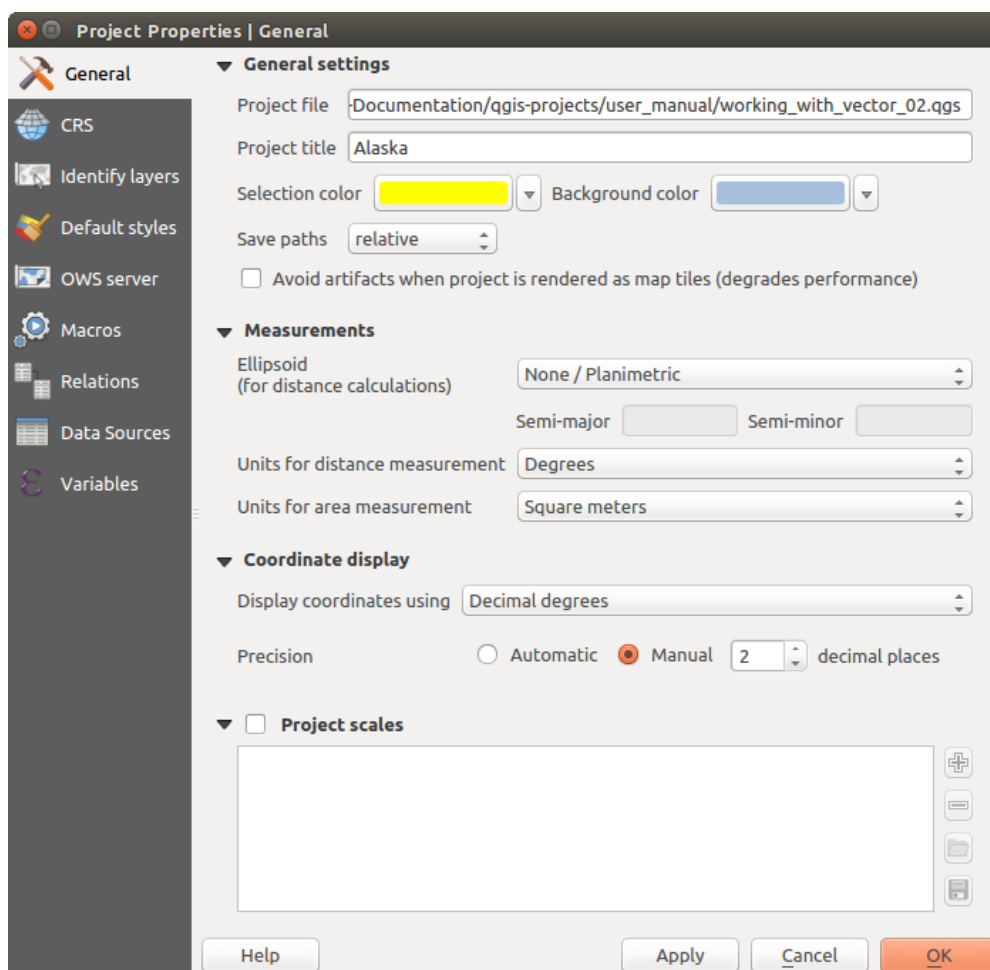 Project Properties | General
General
CRS
Identify layers
Default styles
OWS server
Macros
Relations
Data Sources
Variables
General settings
Project file -Documentation/qgis-projects/user_manual/working_with_vector_02.qgs
Project title Alaska
Selection color Background color
Save paths relative
Avoid artifacts when project is rendered as map tiles (degrades performance)
Measurements
Ellipsoid
(for distance calculations) None / Planimetric
Semi-major Semi-minor
Units for distance measurement Degrees
Units for area measurement Square meters
Coordinate display
Display coordinates using Decimal degrees
Precision Automatic Manual 2 decimal places
Project scales
Help Apply Cancel OK